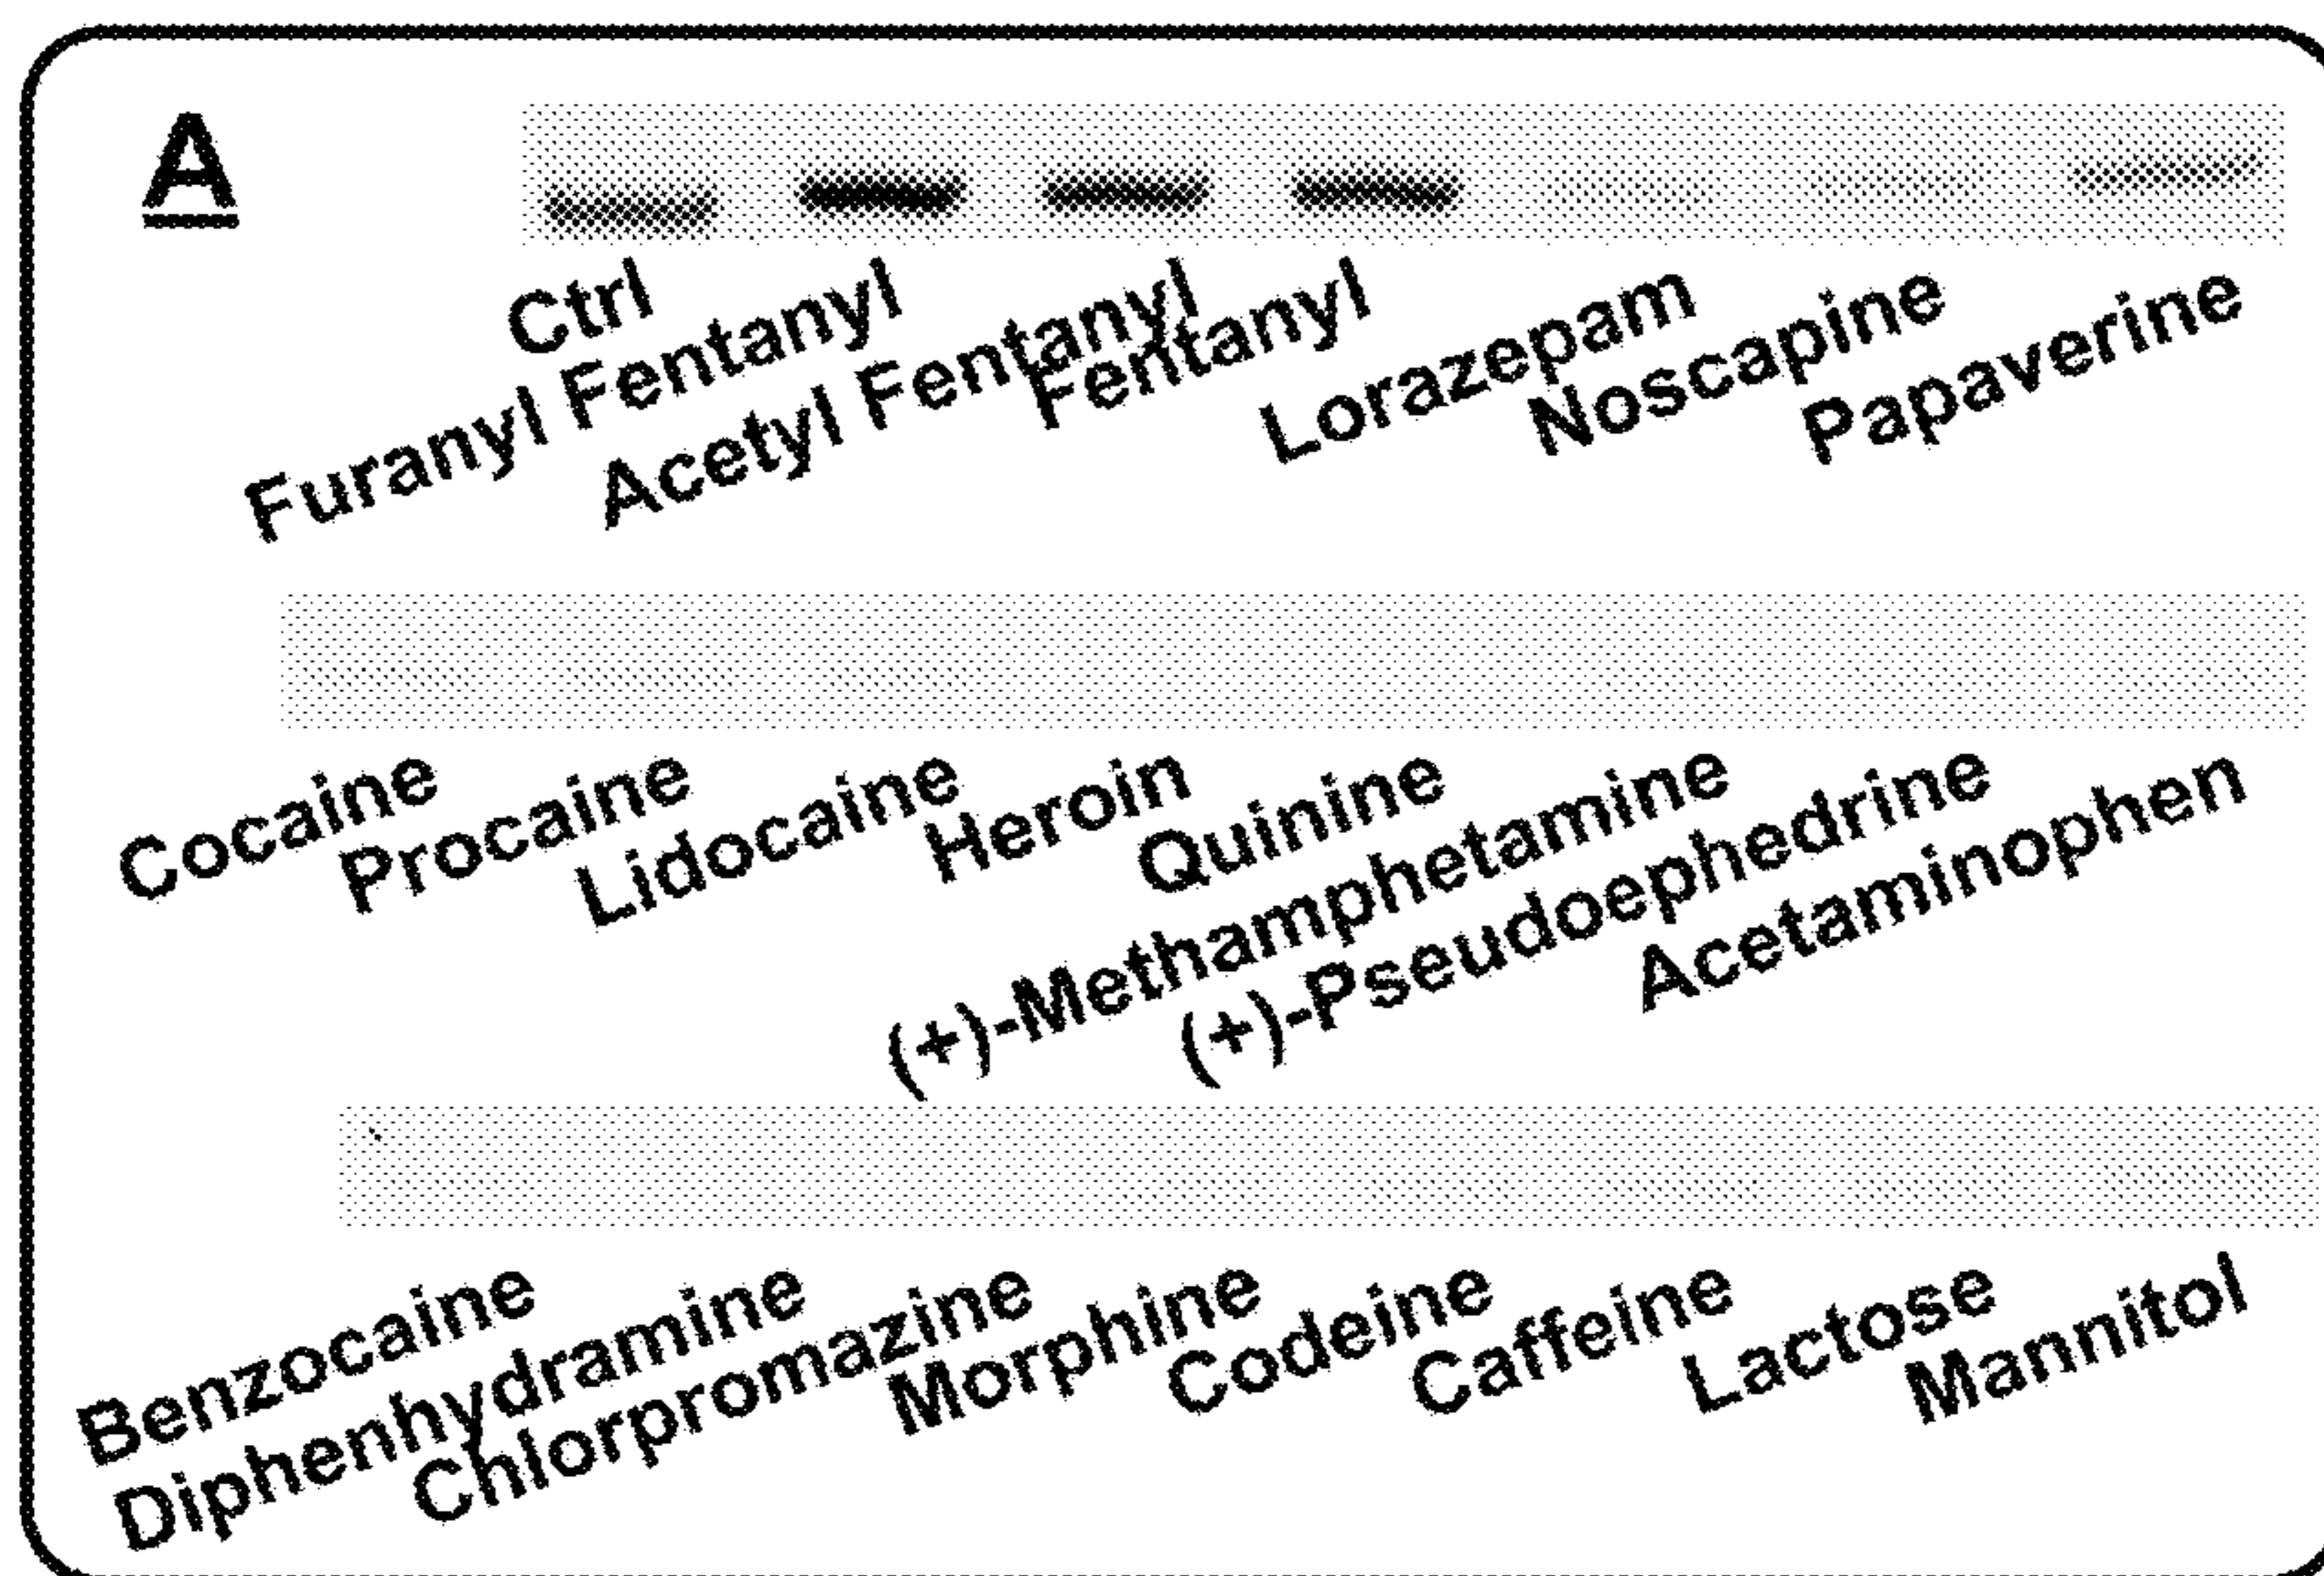 A
Ctrl
Furanyl Fentanyl
Acetyl Fentanyl
Fentanyl
Lorazepam
Noscapine
Papaverine
Cocaine
Procaine
Lidocaine
Heroin
Quinine
(+)-Methamphetamine
(+)-Pseudoephedrine
Acetaminophen
Benzocaine
Diphenhydramine
Chlorpromazine
Morphine
Codeine
Caffeine
Lactose
Mannitol